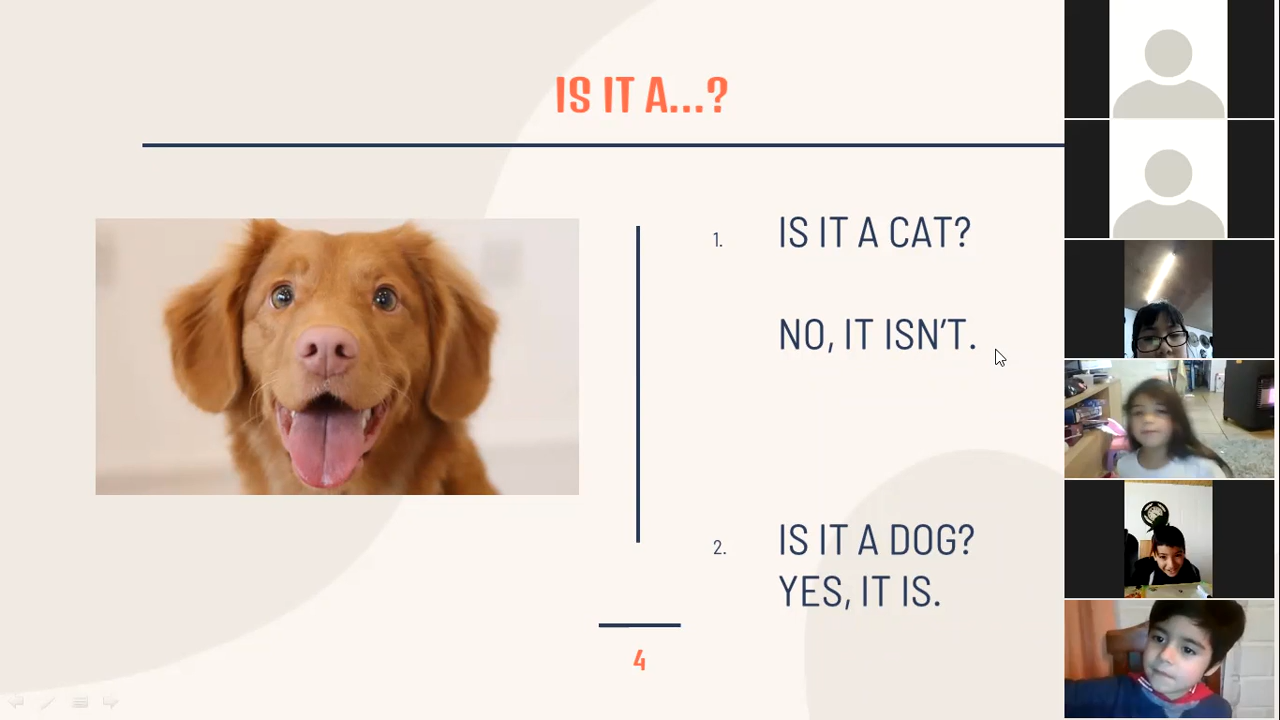 IS IT A...?
1. IS IT A CAT?
NO, IT ISN’T.
2. IS IT A DOG?
YES, IT IS.
4